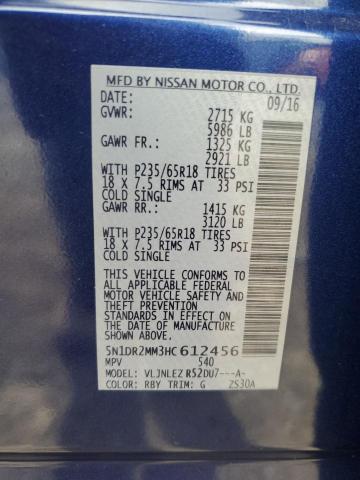 MFD BY NISSAN MOTOR CO., LTD.
DATE: 09/16
GVWR: 2715 KG
5986 LB
GAWR FR.: 1325 KG
2921 LB
WITH P235/65R18 TIRES
18 X 7.5 RIMS AT 33 PSI
COLD SINGLE
GAWR RR.: 1415 KG
3120 LB
WITH P235/65R18 TIRES
18 X 7.5 RIMS AT 33 PSI
COLD SINGLE
THIS VEHICLE CONFORMS TO
ALL APPLICABLE FEDERAL
MOTOR VEHICLE SAFETY
AND THEFT PREVENTION
STANDARDS IN EFFECT ON
THE DATE OF MANUFACTURE
SHOWN ABOVE.
5N1DR2MM3HC612456
MPV 540
MODEL: VLJNLEZ R52DU7---A-
COLOR: RBY TRIM: G ZS30A